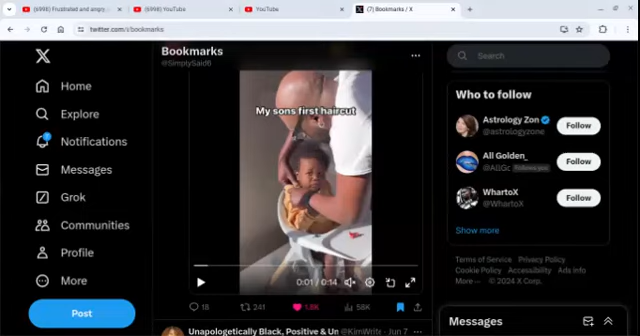 (6998) Frustrated and angry
(6998) YouTube
YouTube
(7) Bookmarks / X
twitter.com/i/bookmarks
Home
Explore
Notifications
Messages
Grok
Communities
Profile
More
Post
Bookmarks
@SimplySaid8
My sons first haircut
0:01 / 0:14
18
241
1.8K
58K
Unapologetically Black, Positive & Un @KimWrite Jun 7
Search
Who to follow
Astrology Zon
@astrologyzone
Follow
All Golden_
Follows you
Follow
WhartoX
@WhartoX
Follow
Show more
Terms of Service Privacy Policy
Cookie Policy Accessibility Ads info
More ··· © 2024 X Corp.
Messages